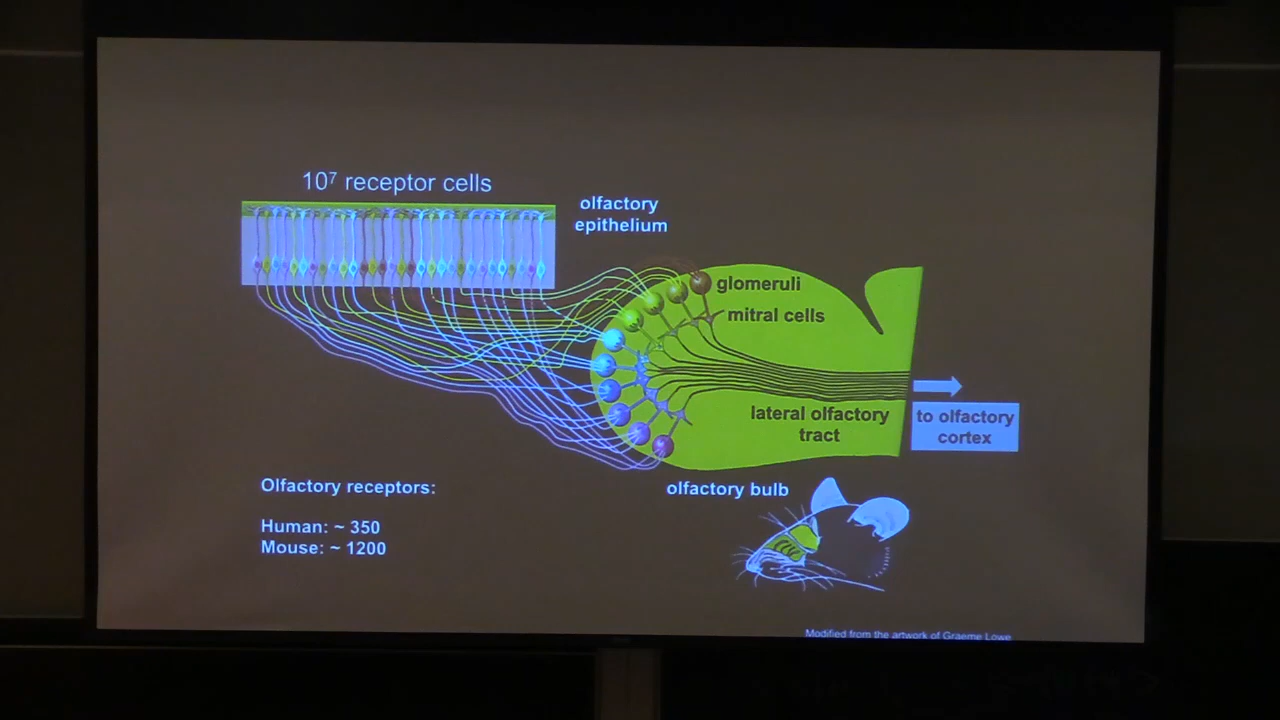 10⁷ receptor cells
olfactory
epithelium
glomeruli
mitral cells
lateral olfactory
tract
to olfactory
cortex
olfactory bulb
Olfactory receptors:
Human: ~ 350
Mouse: ~ 1200
Modified from the artwork of Graeme Lowe